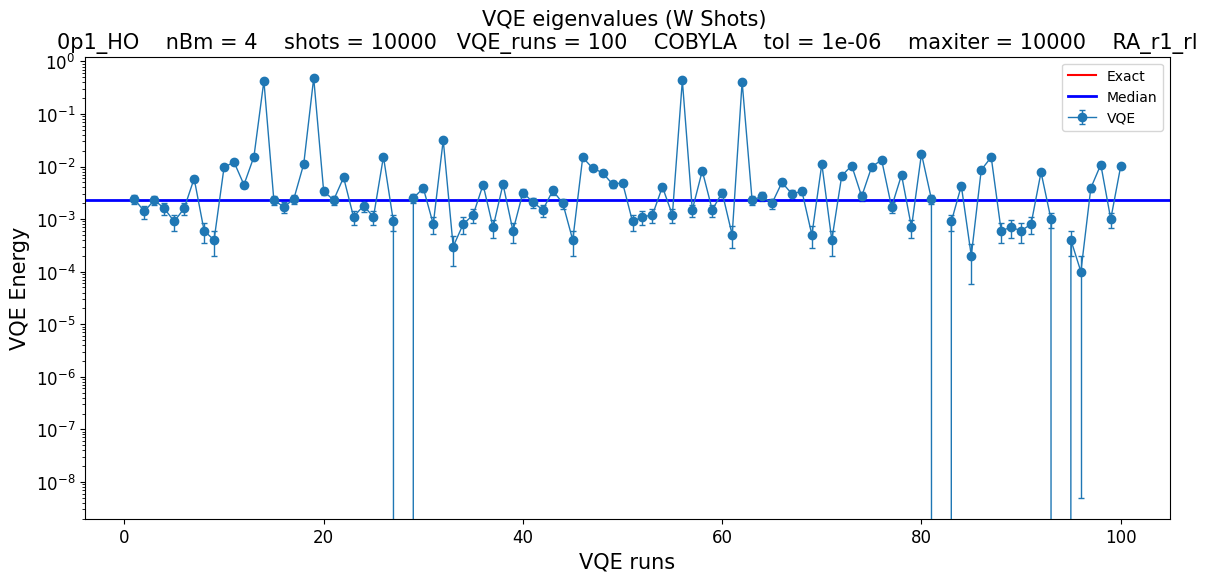 VQE eigenvalues (W Shots)
0p1_HO nBm = 4 shots = 10000 VQE_runs = 100 COBYLA tol = 1e-06 maxiter = 10000 RA_r1_rl
Exact
Median
VQE
VQE Energy
10⁰
10⁻¹
10⁻²
10⁻³
10⁻⁴
10⁻⁵
10⁻⁶
10⁻⁷
10⁻⁸
0 20 40 60 80 100
VQE runs